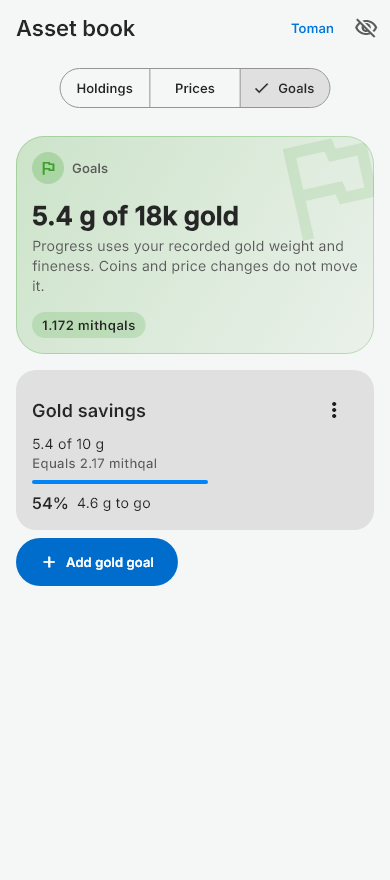 Asset book
Toman
Holdings
Prices
Goals
Goals
5.4 g of 18k gold
Progress uses your recorded gold weight and
fineness. Coins and price changes do not move
it.
1.172 mithqals
Gold savings
5.4 of 10 g
Equals 2.17 mithqal
54% 4.6 g to go
Add gold goal